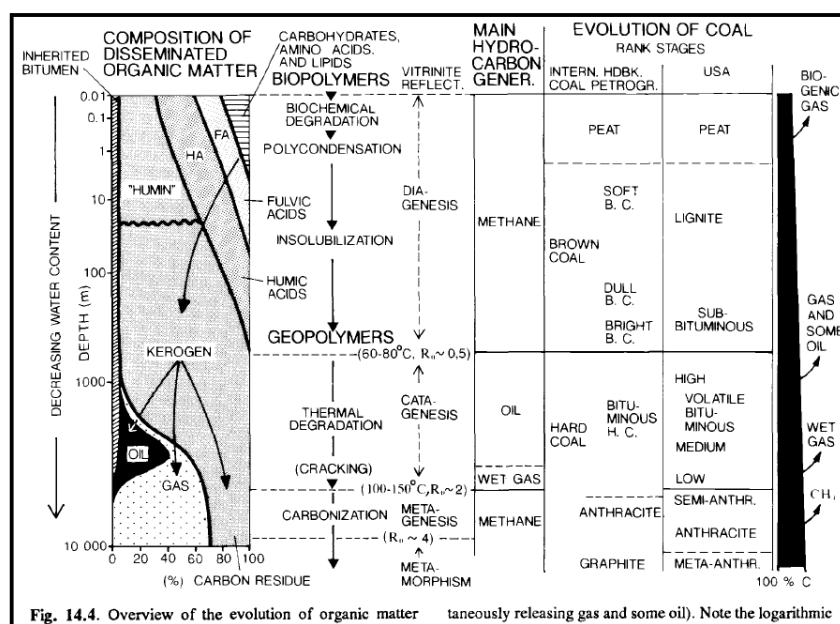 COMPOSITION OF
DISSEMINATED
ORGANIC MATTER
INHERITED
BITUMEN
CARBOHYDRATES,
AMINO ACIDS.
AND LIPIDS
BIOPOLYMERS
VITRINITE
REFLECT.
MAIN
HYDRO-
CARBON
GENER.
EVOLUTION OF COAL
RANK STAGES
INTERN. HDBK.
COAL PETROGR.
USA
BIO-
GENIC
GAS
0.01
0.1
1
10
100
1000
10 000
DECREASING WATER CONTENT
DEPTH (m)
FA
HA
"HUMIN"
FULVIC
ACIDS
HUMIC
ACIDS
KEROGEN
OIL
GAS
0 20 40 60 80 100
(%) CARBON RESIDUE
BIOCHEMICAL
DEGRADATION
POLYCONDENSATION
INSOLUBILIZATION
GEOPOLYMERS
THERMAL
DEGRADATION
(CRACKING)
CARBONIZATION
DIA-
GENESIS
(60-80°C, Ro~ 0,5)
CATA-
GENESIS
(100-150°C,Ro~ 2)
META-
GENESIS
(Ro~ 4)
META-
MORPHISM
METHANE
OIL
WET GAS
METHANE
PEAT
SOFT
B. C.
BROWN
COAL
DULL
B. C.
BRIGHT
B. C.
HARD
COAL
BITU-
MINOUS
H. C.
ANTHRACITE
GRAPHITE
PEAT
LIGNITE
SUB-
BITUMINOUS
HIGH
VOLATILE
BITU-
MINOUS
MEDIUM
LOW
SEMI-ANTHR.
ANTHRACITE
META-ANTHR.
GAS
AND
SOME
OIL
WET
GAS
CH4
100 % C
Fig. 14.4. Overview of the evolution of organic matter taneously releasing gas and some oil). Note the logarithmic